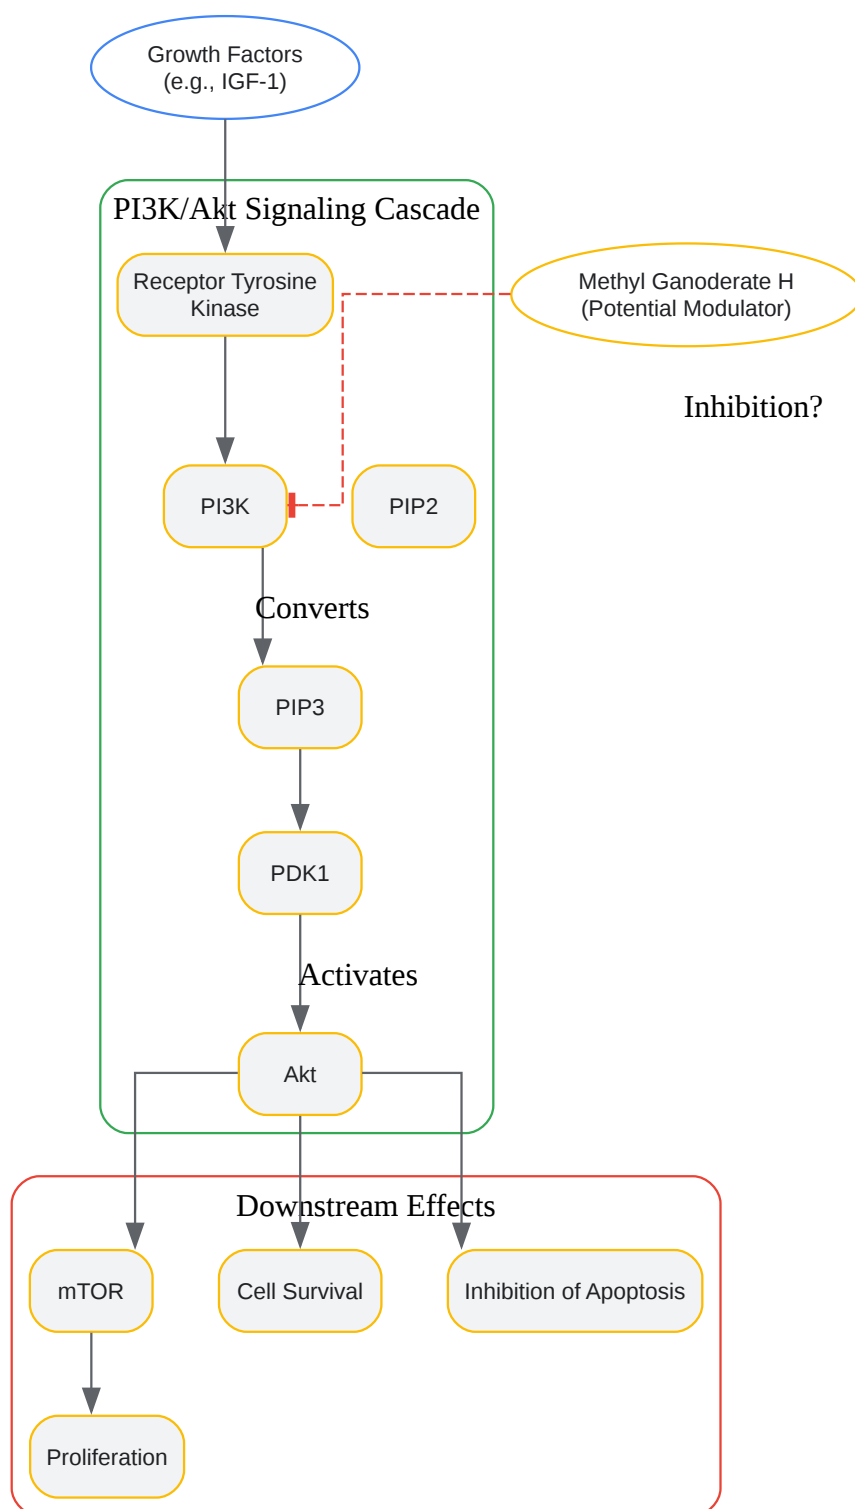 Growth Factors
(e.g., IGF-1)
PI3K/Akt Signaling Cascade
Receptor Tyrosine
Kinase
Methyl Ganoderate H
(Potential Modulator)
Inhibition?
PI3K
PIP2
Converts
PIP3
PDK1
Activates
Akt
Downstream Effects
mTOR
Cell Survival
Inhibition of Apoptosis
Proliferation